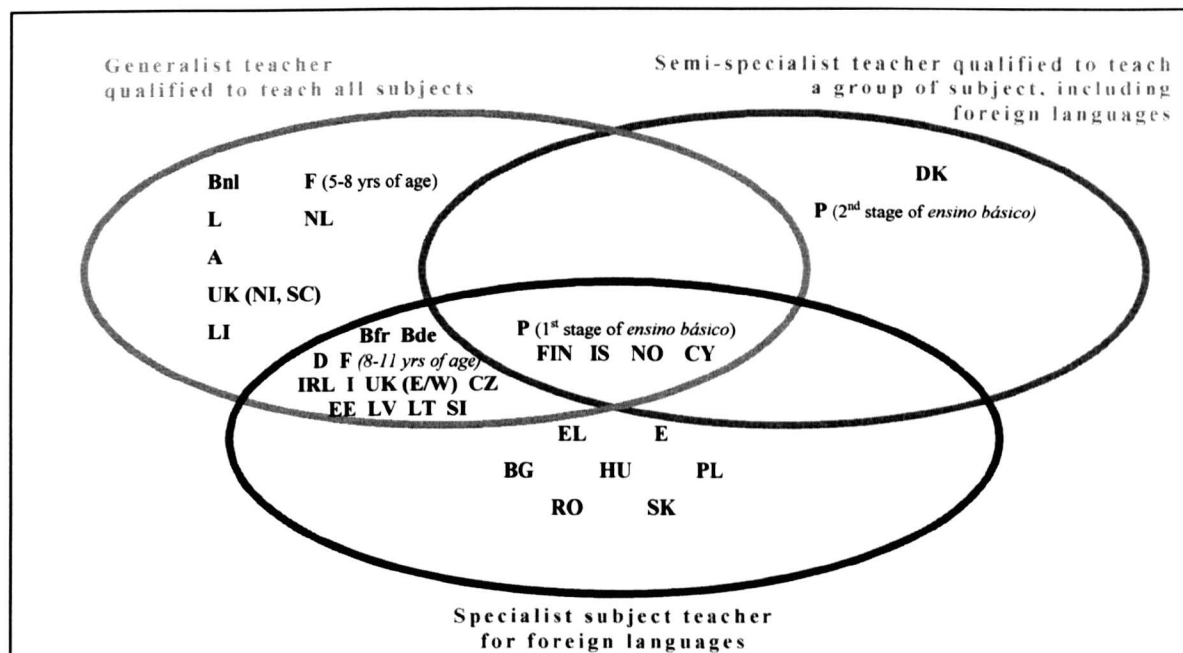 Generalist teacher
qualified to teach all subjects
Semi-specialist teacher qualified to teach
a group of subject, including
foreign languages
Bnl F (5-8 yrs of age)
L NL
A
UK (NI, SC)
LI
DK
P (2nd stage of ensino básico)
Bfr Bde
D F (8-11 yrs of age)
IRL I UK (E/W) CZ
EE LV LT SI
P (1st stage of ensino básico)
FIN IS NO CY
EL E
BG HU PL
RO SK
Specialist subject teacher
for foreign languages